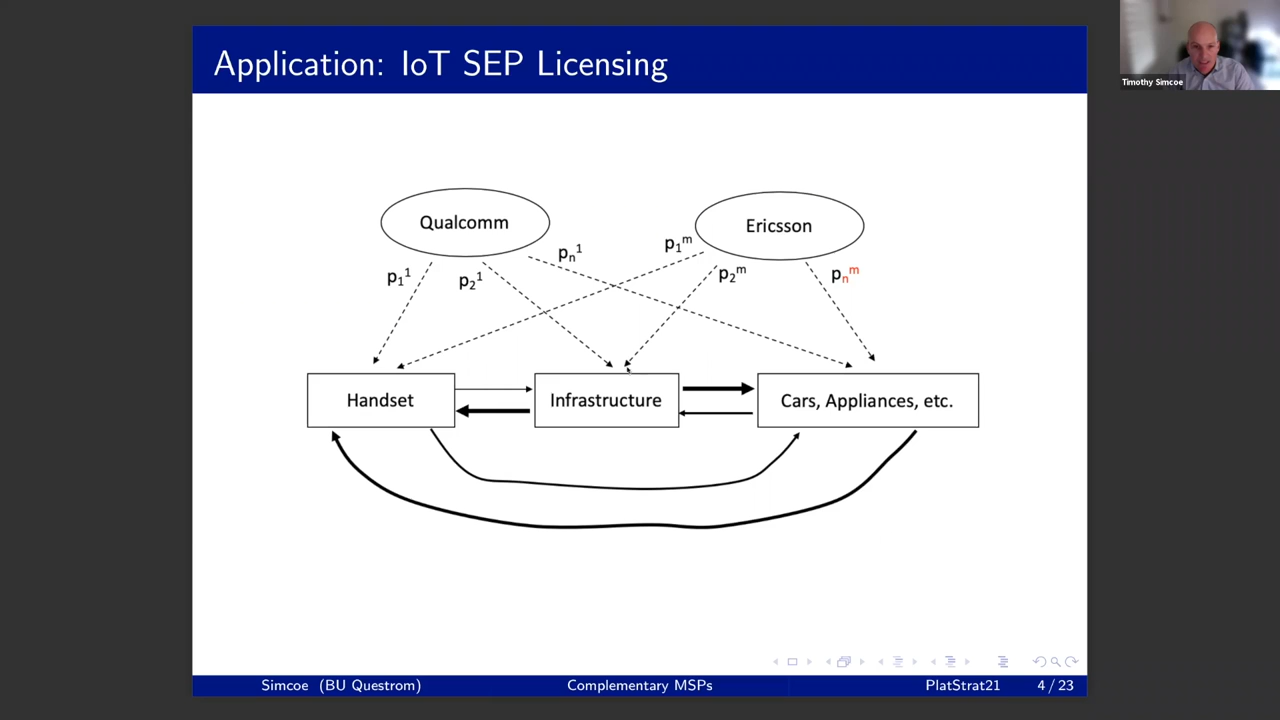 Application: IoT SEP Licensing
Timothy Simcoe
Qualcomm
Ericsson
p₁¹
p₂¹
pₙ¹
p₁ᵐ
p₂ᵐ
pₙᵐ
Handset
Infrastructure
Cars, Appliances, etc.
Simcoe (BU Questrom)
Complementary MSPs
PlatStrat21
4 / 23